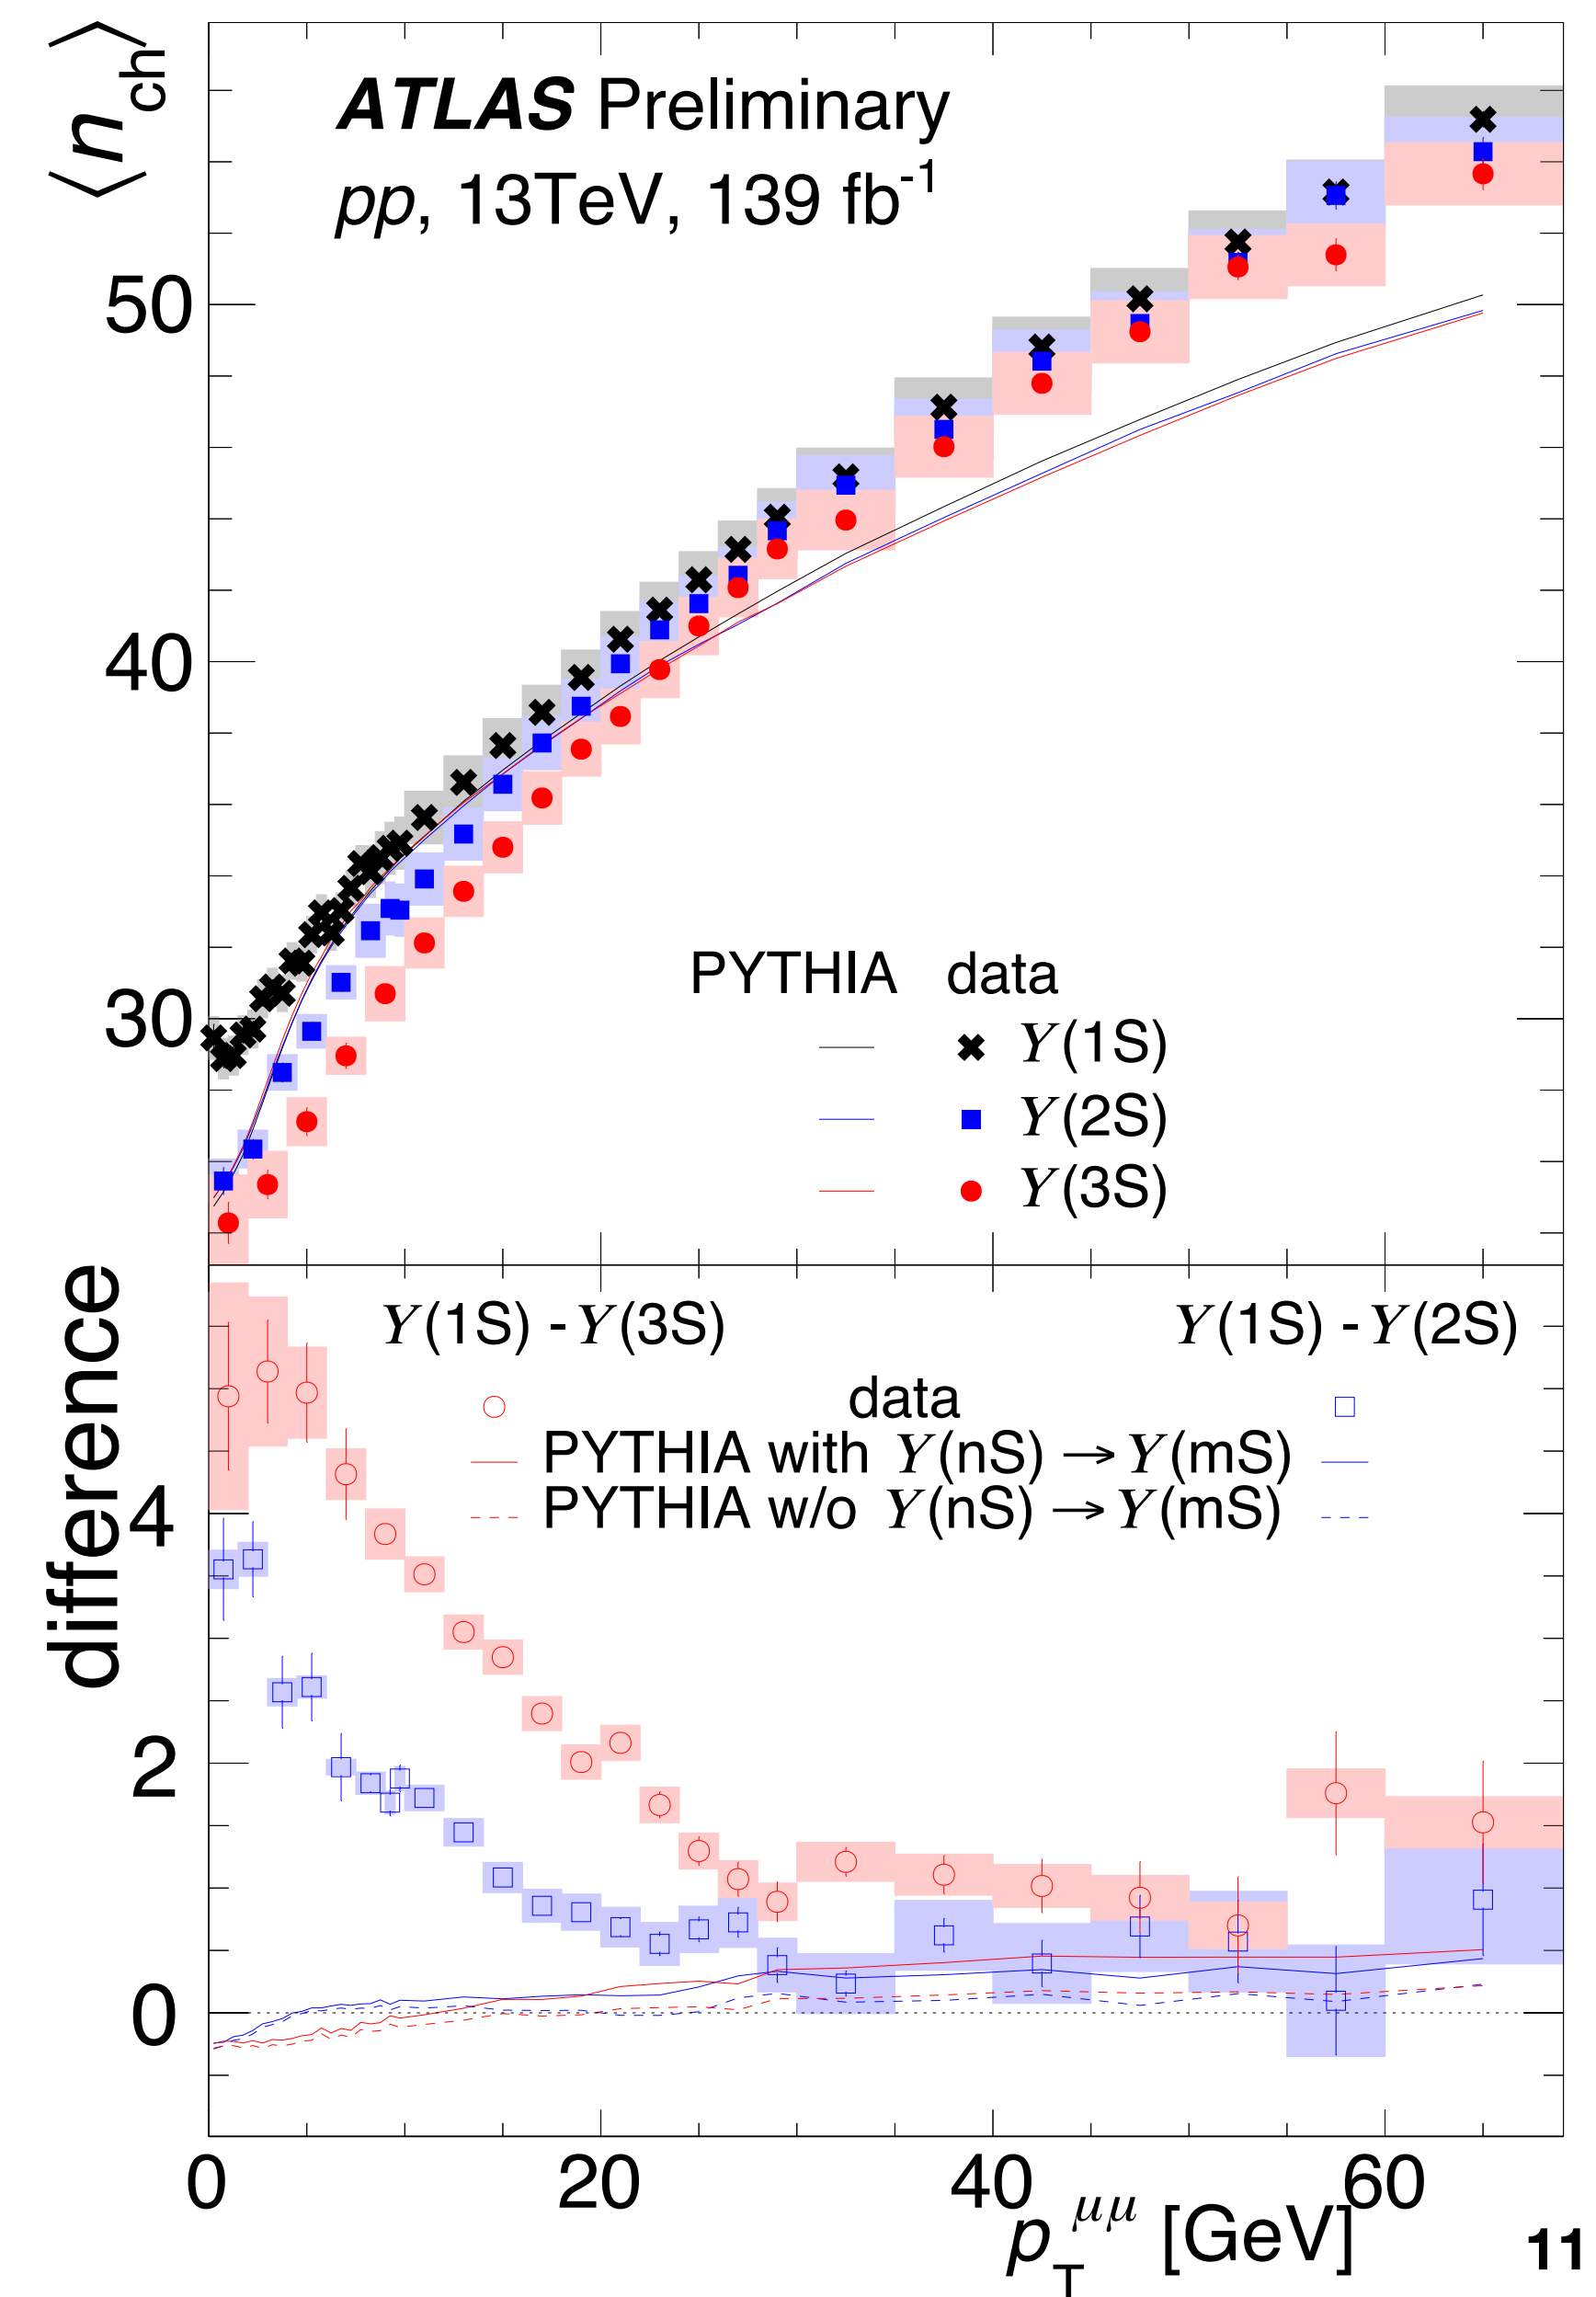 ⟨n_ch⟩
ATLAS Preliminary
pp, 13TeV, 139 fb⁻¹
50
40
30
PYTHIA data
ϒ(1S)
ϒ(2S)
ϒ(3S)
difference
ϒ(1S) - ϒ(3S) ϒ(1S) - ϒ(2S)
data
PYTHIA with ϒ(nS) → ϒ(mS)
PYTHIA w/o ϒ(nS) → ϒ(mS)
4
2
0
0 20 40 60
p_T^μμ [GeV]
11